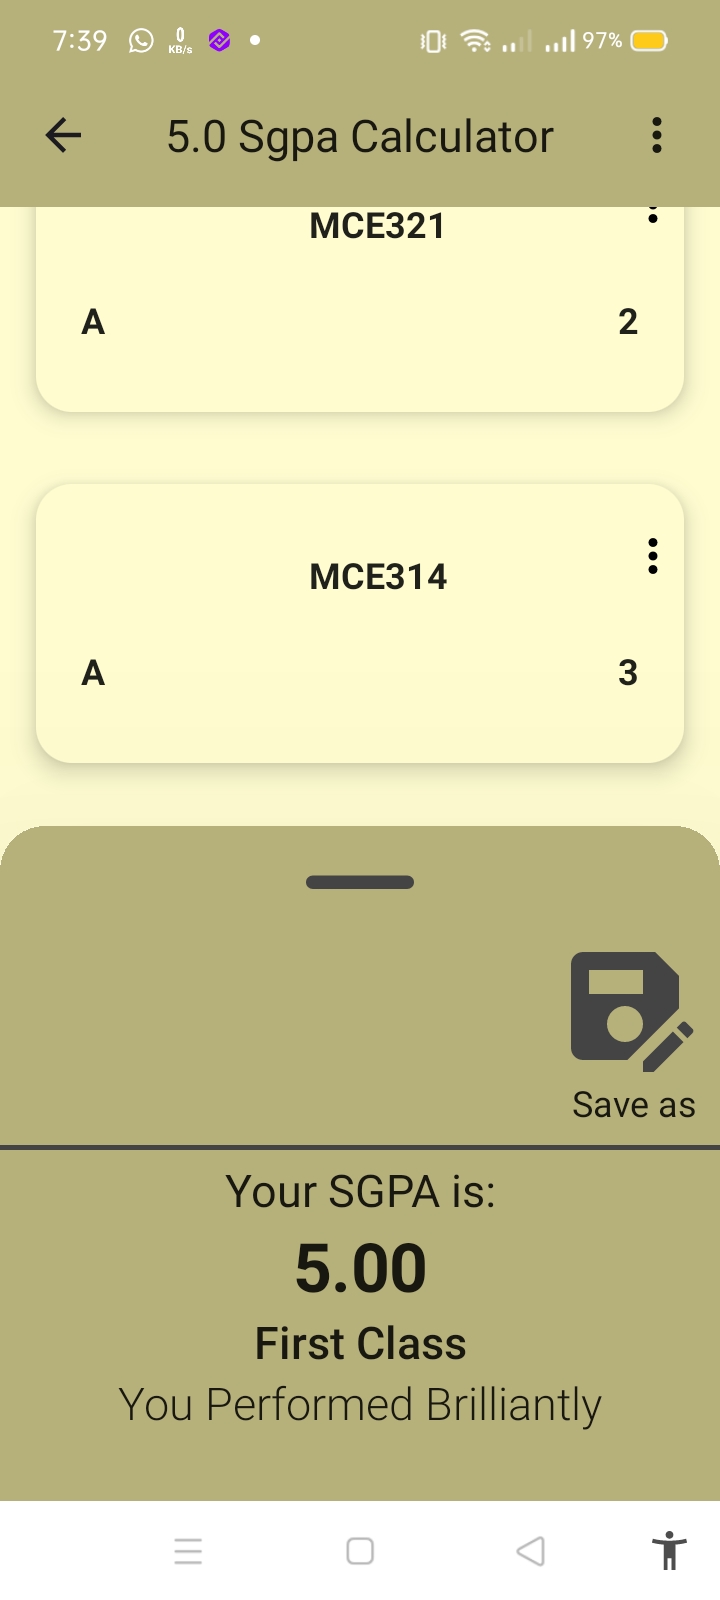 7:39 0 KB/s 97%
5.0 Sgpa Calculator
MCE321
A 2
MCE314
A 3
Save as
Your SGPA is:
5.00
First Class
You Performed Brilliantly